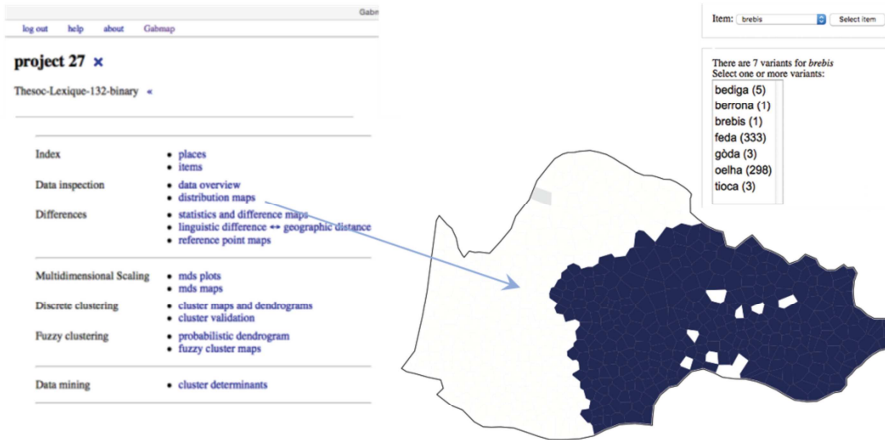 Gabm
log out help about Gabmap
project 27 ×
Thesoc-Lexique-132-binary «
Index
• places
• items
Data inspection
• data overview
• distribution maps
Differences
• statistics and difference maps
• linguistic difference ↔ geographic distance
• reference point maps
Multidimensional Scaling
• mds plots
• mds maps
Discrete clustering
• cluster maps and dendrograms
• cluster validation
Fuzzy clustering
• probabilistic dendrogram
• fuzzy cluster maps
Data mining
• cluster determinants
Item: brebis Select item
There are 7 variants for brebis
Select one or more variants:
bediga (5)
berrona (1)
brebis (1)
feda (333)
gòda (3)
oelha (298)
tioca (3)